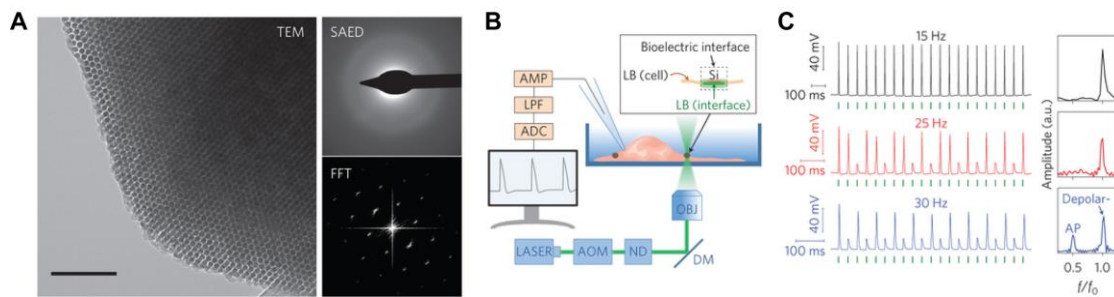 A
TEM
SAED
FFT
B
AMP
LPF
ADC
Bioelectric interface
LB (cell)
Si
LB (interface)
OBJ
LASER
AOM
ND
DM
C
15 Hz
40 mV
100 ms
25 Hz
40 mV
100 ms
30 Hz
40 mV
100 ms
Amplitude (a.u.)
Depolar-
AP
0.5 1.0
f/f₀